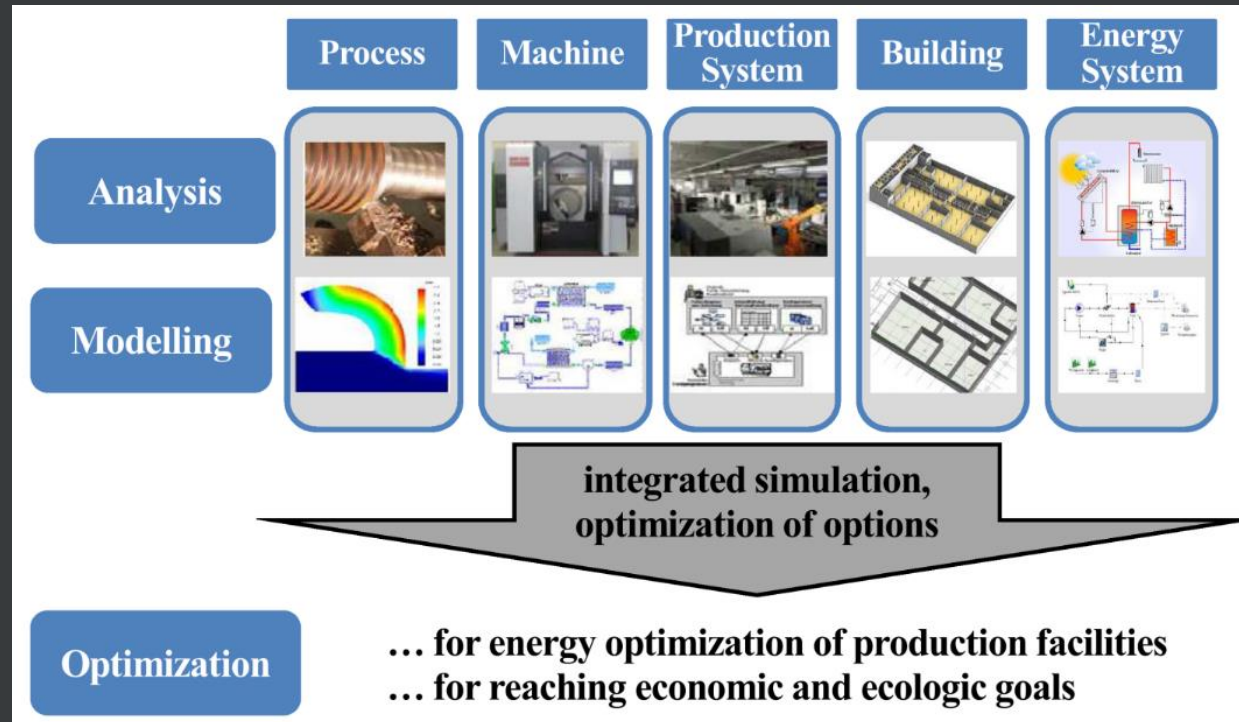 Process
Machine
Production
System
Building
Energy
System
Analysis
Modelling
integrated simulation,
optimization of options
Optimization
... for energy optimization of production facilities
... for reaching economic and ecologic goals